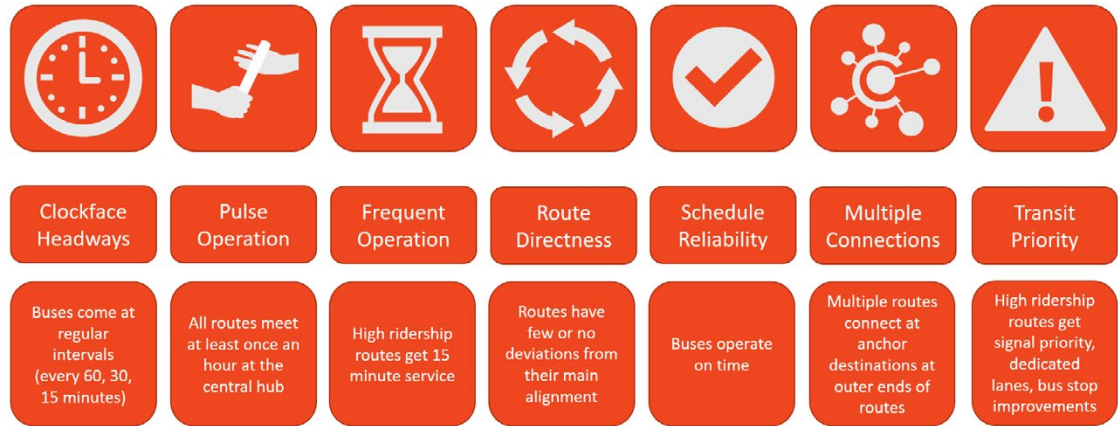 Clockface
Headways
Pulse
Operation
Frequent
Operation
Route
Directness
Schedule
Reliability
Multiple
Connections
Transit
Priority
Buses come at
regular
intervals
(every 60, 30,
15 minutes)
All routes meet
at least once an
hour at the
central hub
High ridership
routes get 15
minute service
Routes have
few or no
deviations from
their main
alignment
Buses operate
on time
Multiple routes
connect at
anchor
destinations at
outer ends of
routes
High ridership
routes get
signal priority,
dedicated
lanes, bus stop
improvements